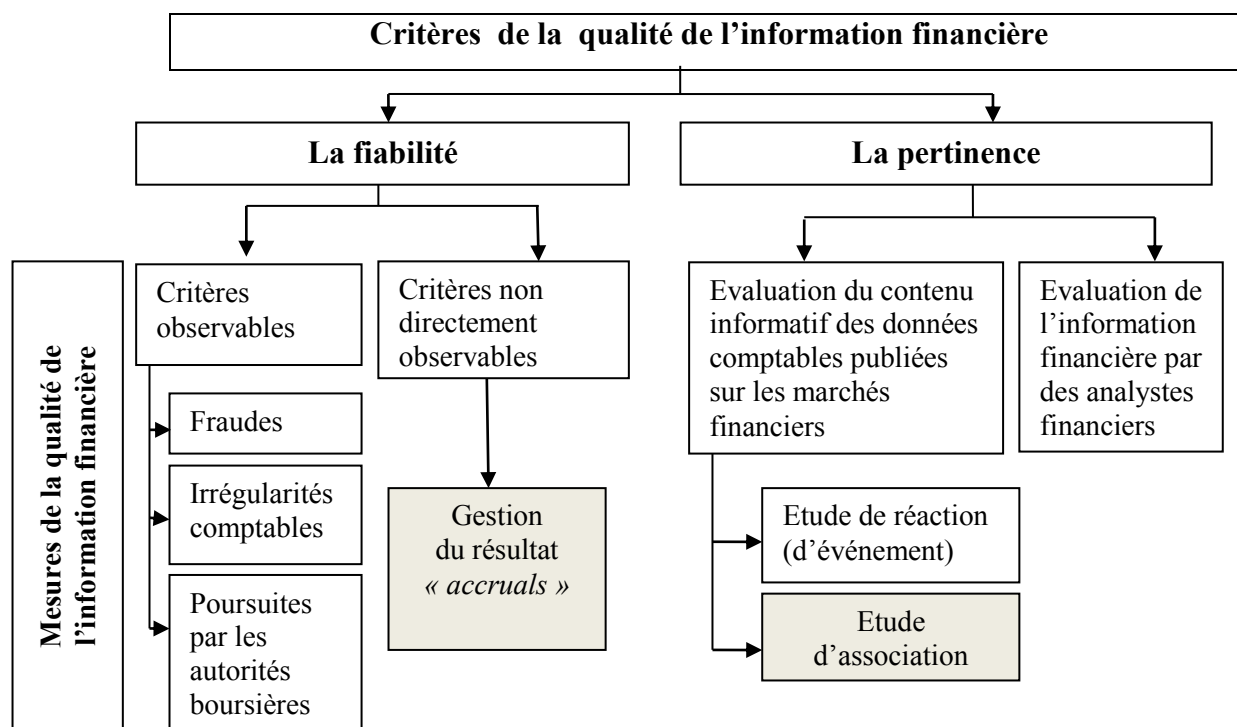 Critères de la qualité de l’information financière
La fiabilité
La pertinence
Mesures de la qualité de
l’information financière
Critères
observables
Critères non
directement
observables
Evaluation du contenu
informatif des données
comptables publiées
sur les marchés
financiers
Evaluation de
l’information
financière par
des analystes
financiers
Fraudes
Irrégularités
comptables
Poursuites
par les
autorités
boursières
Gestion
du résultat
« accruals »
Etude de réaction
(d’événement)
Etude
d’association